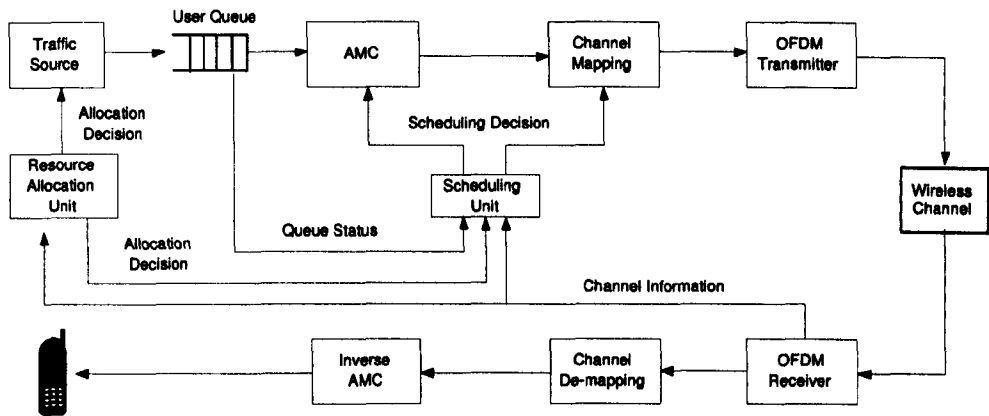 User Queue
Traffic
Source
AMC
Channel
Mapping
OFDM
Transmitter
Allocation
Decision
Scheduling Decision
Resource
Allocation
Unit
Scheduling
Unit
Wireless
Channel
Queue Status
Allocation
Decision
Channel Information
Inverse
AMC
Channel
De-mapping
OFDM
Receiver